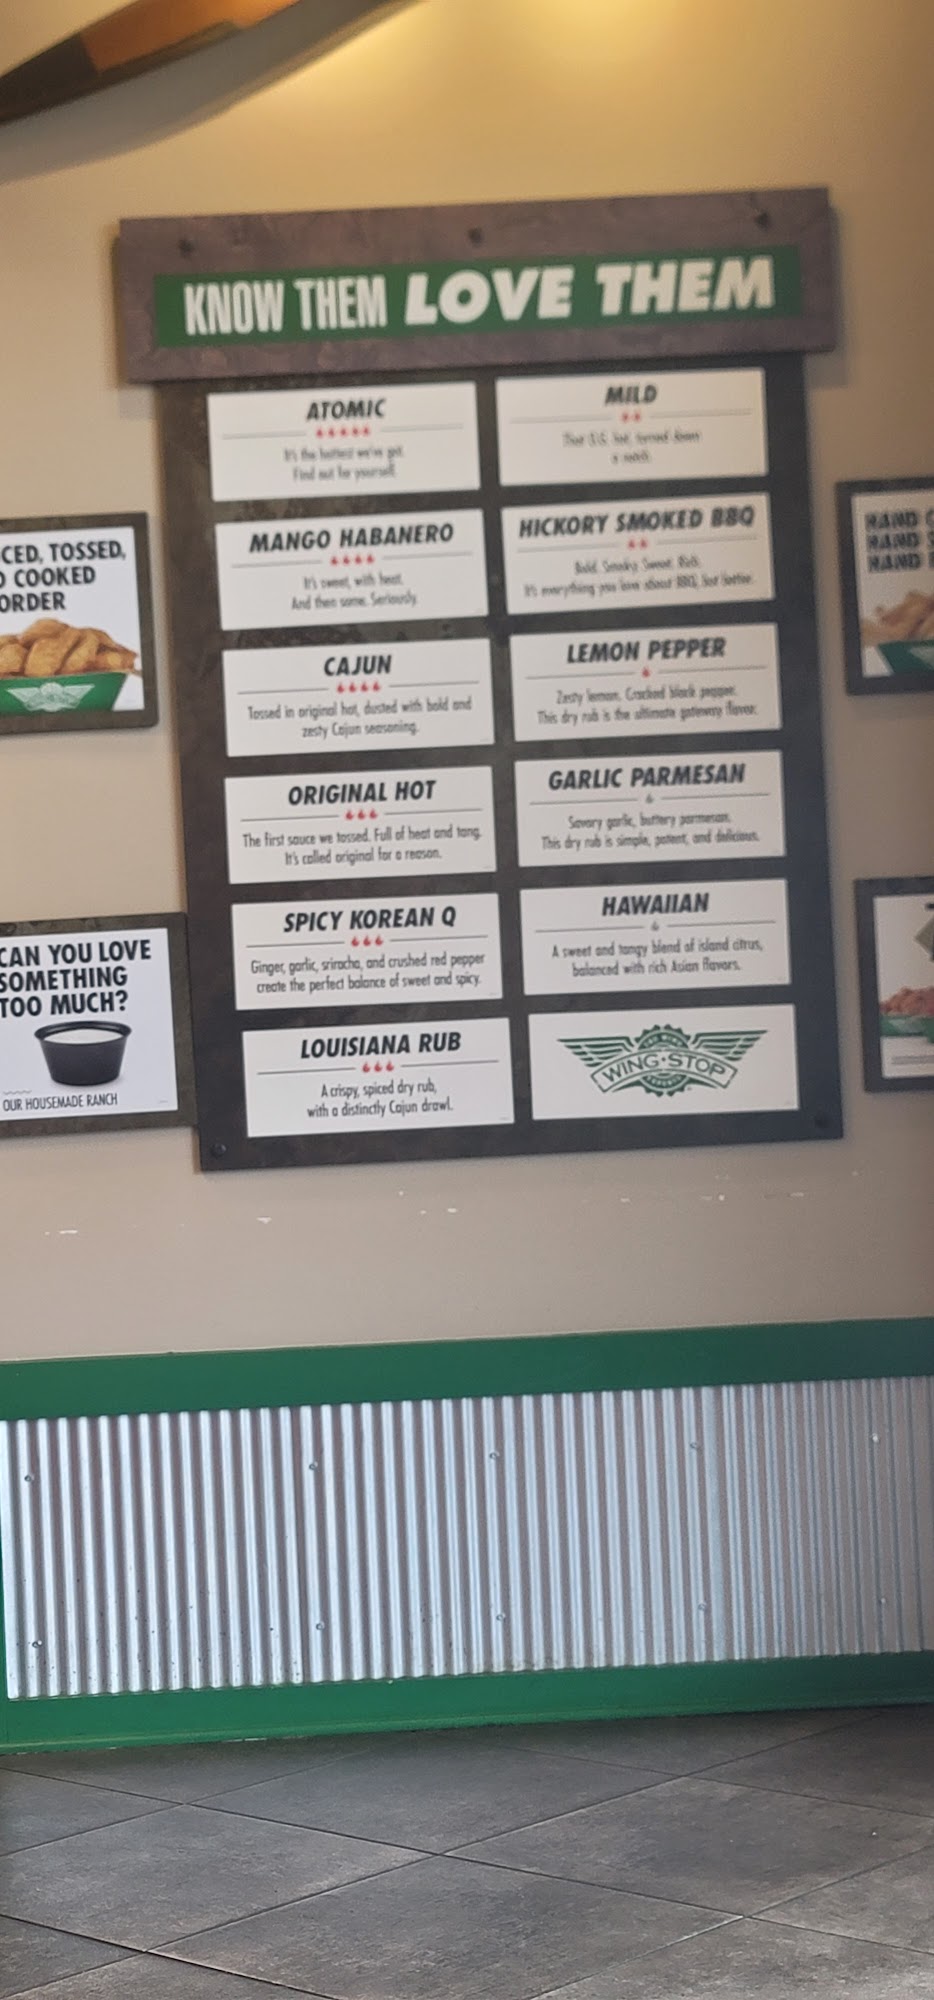 KNOW THEM LOVE THEM
ATOMIC
It's the hottest we've got.
Find out for yourself.
MANGO HABANERO
It's sweet, with heat.
And then some. Seriously.
CAJUN
Tossed in original hot, dusted with bold and
zesty Cajun seasoning.
ORIGINAL HOT
The first sauce we tossed. Full of heat and tang.
It's called original for a reason.
SPICY KOREAN Q
Ginger, garlic, sriracha, and crushed red pepper
create the perfect balance of sweet and spicy.
LOUISIANA RUB
A crispy, spiced dry rub,
with a distinctly Cajun drawl.
MILD
hot, turned down
a notch.
HICKORY SMOKED BBQ
Bold. Smoky. Sweet. Rich.
It's everything you love about BBQ, but better.
LEMON PEPPER
Zesty lemon. Cracked black pepper.
This dry rub is the ultimate gateway flavor.
GARLIC PARMESAN
Savory garlic, buttery parmesan.
This dry rub is simple, potent, and delicious.
HAWAIIAN
A sweet and tangy blend of island citrus,
balanced with rich Asian flavors.
WING·STOP
CED, TOSSED,
COOKED
ORDER
CAN YOU LOVE
SOMETHING
TOO MUCH?
OUR HOUSEMADE RANCH
HAND
HAND
HAND